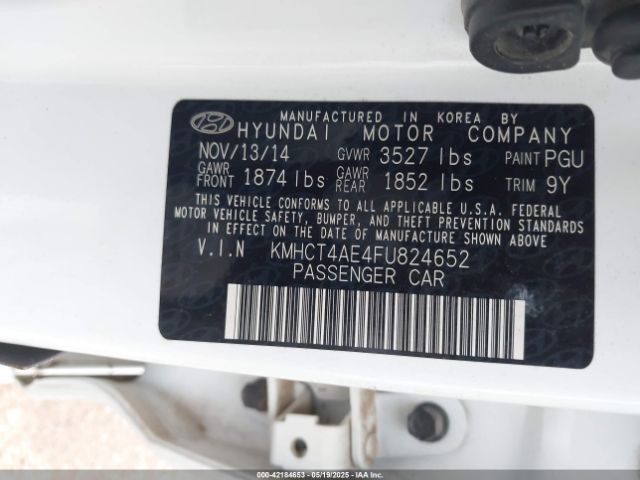 MANUFACTURED IN KOREA BY
HYUNDAI MOTOR COMPANY
NOV/13/14 GVWR 3527 lbs PAINT PGU
GAWR FRONT 1874 lbs GAWR REAR 1852 lbs TRIM 9Y
THIS VEHICLE CONFORMS TO ALL APPLICABLE U.S.A. FEDERAL
MOTOR VEHICLE SAFETY, BUMPER, AND THEFT PREVENTION STANDARDS
IN EFFECT ON THE DATE OF MANUFACTURE SHOWN ABOVE.
V.I.N KMHCT4AE4FU824652
PASSENGER CAR
000-42184653 - 05/19/2025 - IAAI.COM